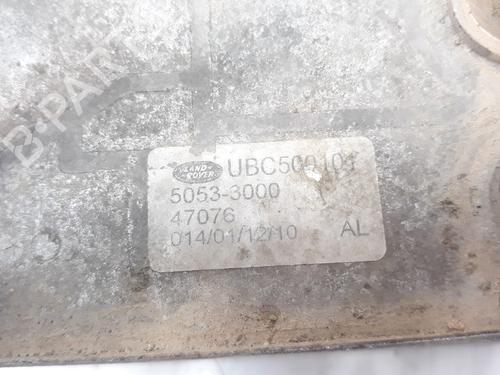 B-PARTS
LAND-
ROVER
UBC500101
5053-3000
47076
014/01/12/10
AL